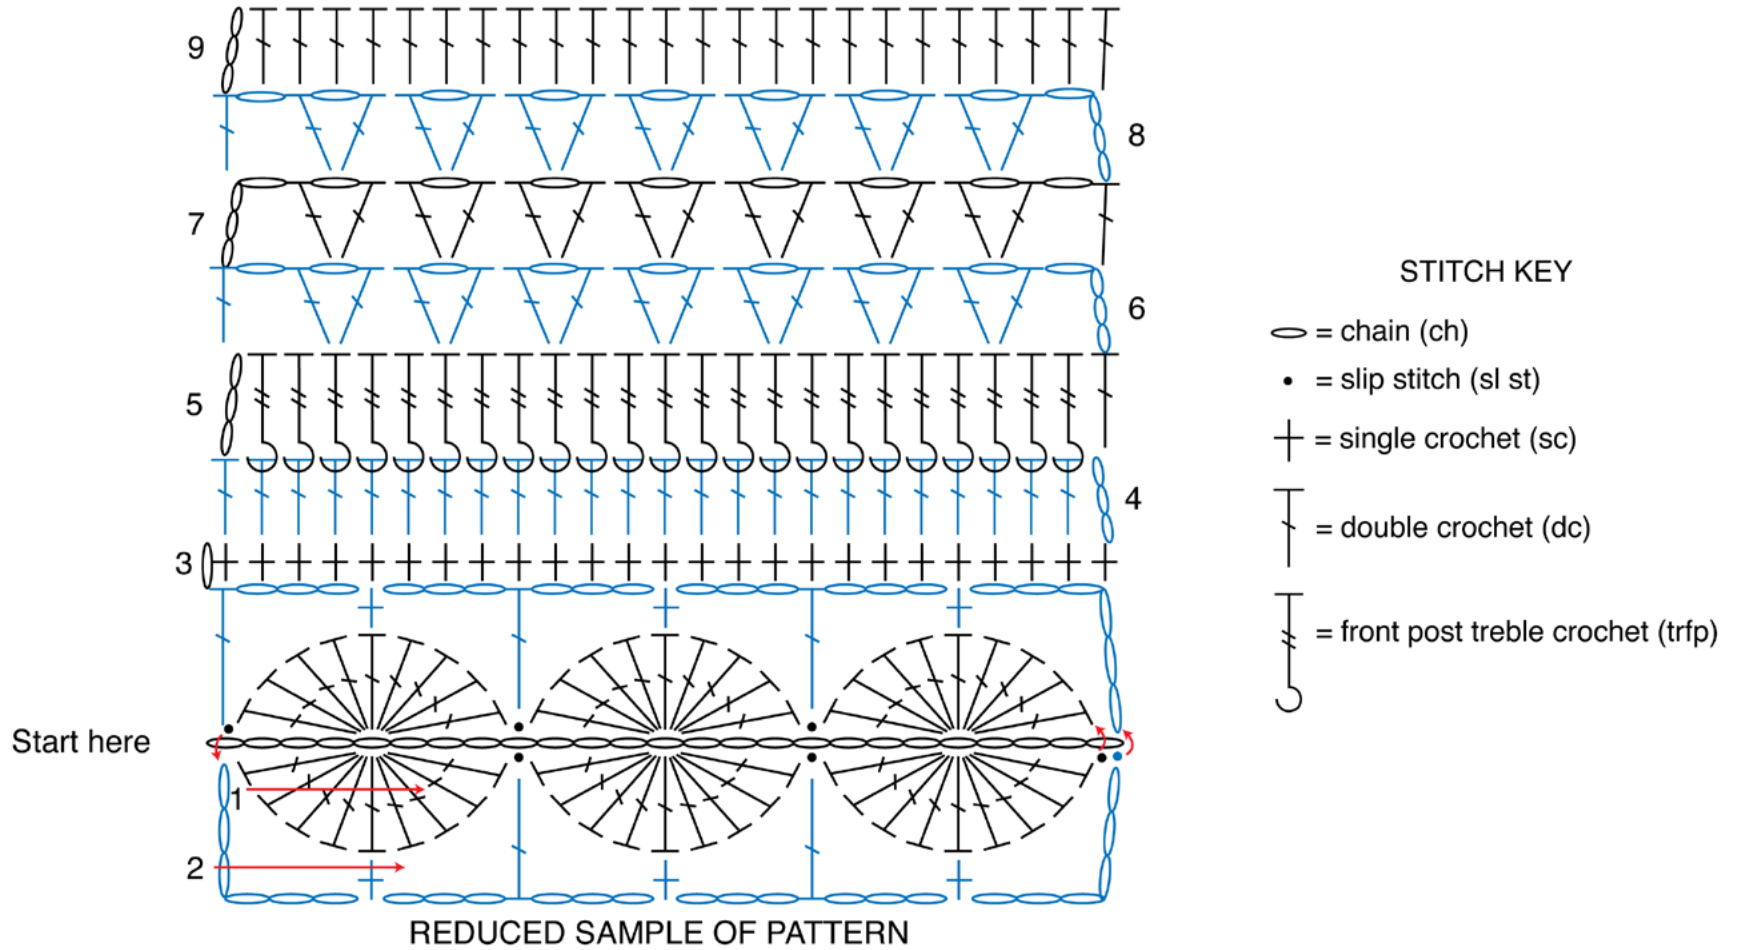 9
8
7
6
5
4
3
Start here
1
2
REDUCED SAMPLE OF PATTERN
STITCH KEY
= chain (ch)
= slip stitch (sl st)
= single crochet (sc)
= double crochet (dc)
= front post treble crochet (trfp)